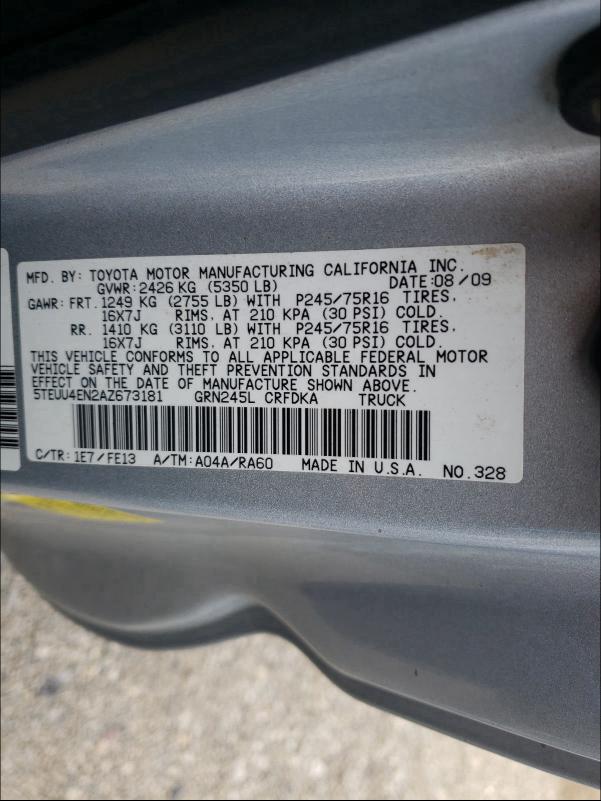 MFD. BY: TOYOTA MOTOR MANUFACTURING CALIFORNIA INC.
GVWR:2426 KG (5350 LB) DATE:08/09
GAWR: FRT. 1249 KG (2755 LB) WITH P245/75R16 TIRES,
16X7J RIMS, AT 210 KPA (30 PSI) COLD.
RR. 1410 KG (3110 LB) WITH P245/75R16 TIRES,
16X7J RIMS, AT 210 KPA (30 PSI) COLD.
THIS VEHICLE CONFORMS TO ALL APPLICABLE FEDERAL MOTOR
VEHICLE SAFETY AND THEFT PREVENTION STANDARDS IN
EFFECT ON THE DATE OF MANUFACTURE SHOWN ABOVE.
5TEUU4EN2AZ673181 GRN245L CRFDKA TRUCK
C/TR: 1E7/FE13 A/TM:A04A/RA60 MADE IN U.S.A. NO.328